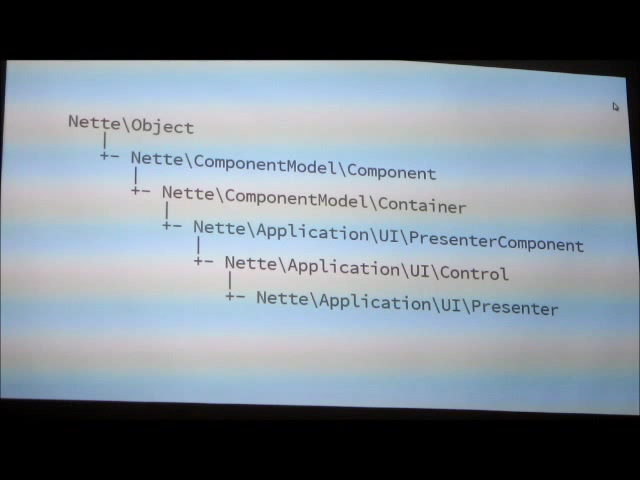 Nette\Object
|
+- Nette\ComponentModel\Component
|
+- Nette\ComponentModel\Container
|
+- Nette\Application\UI\PresenterComponent
|
+- Nette\Application\UI\Control
|
+- Nette\Application\UI\Presenter